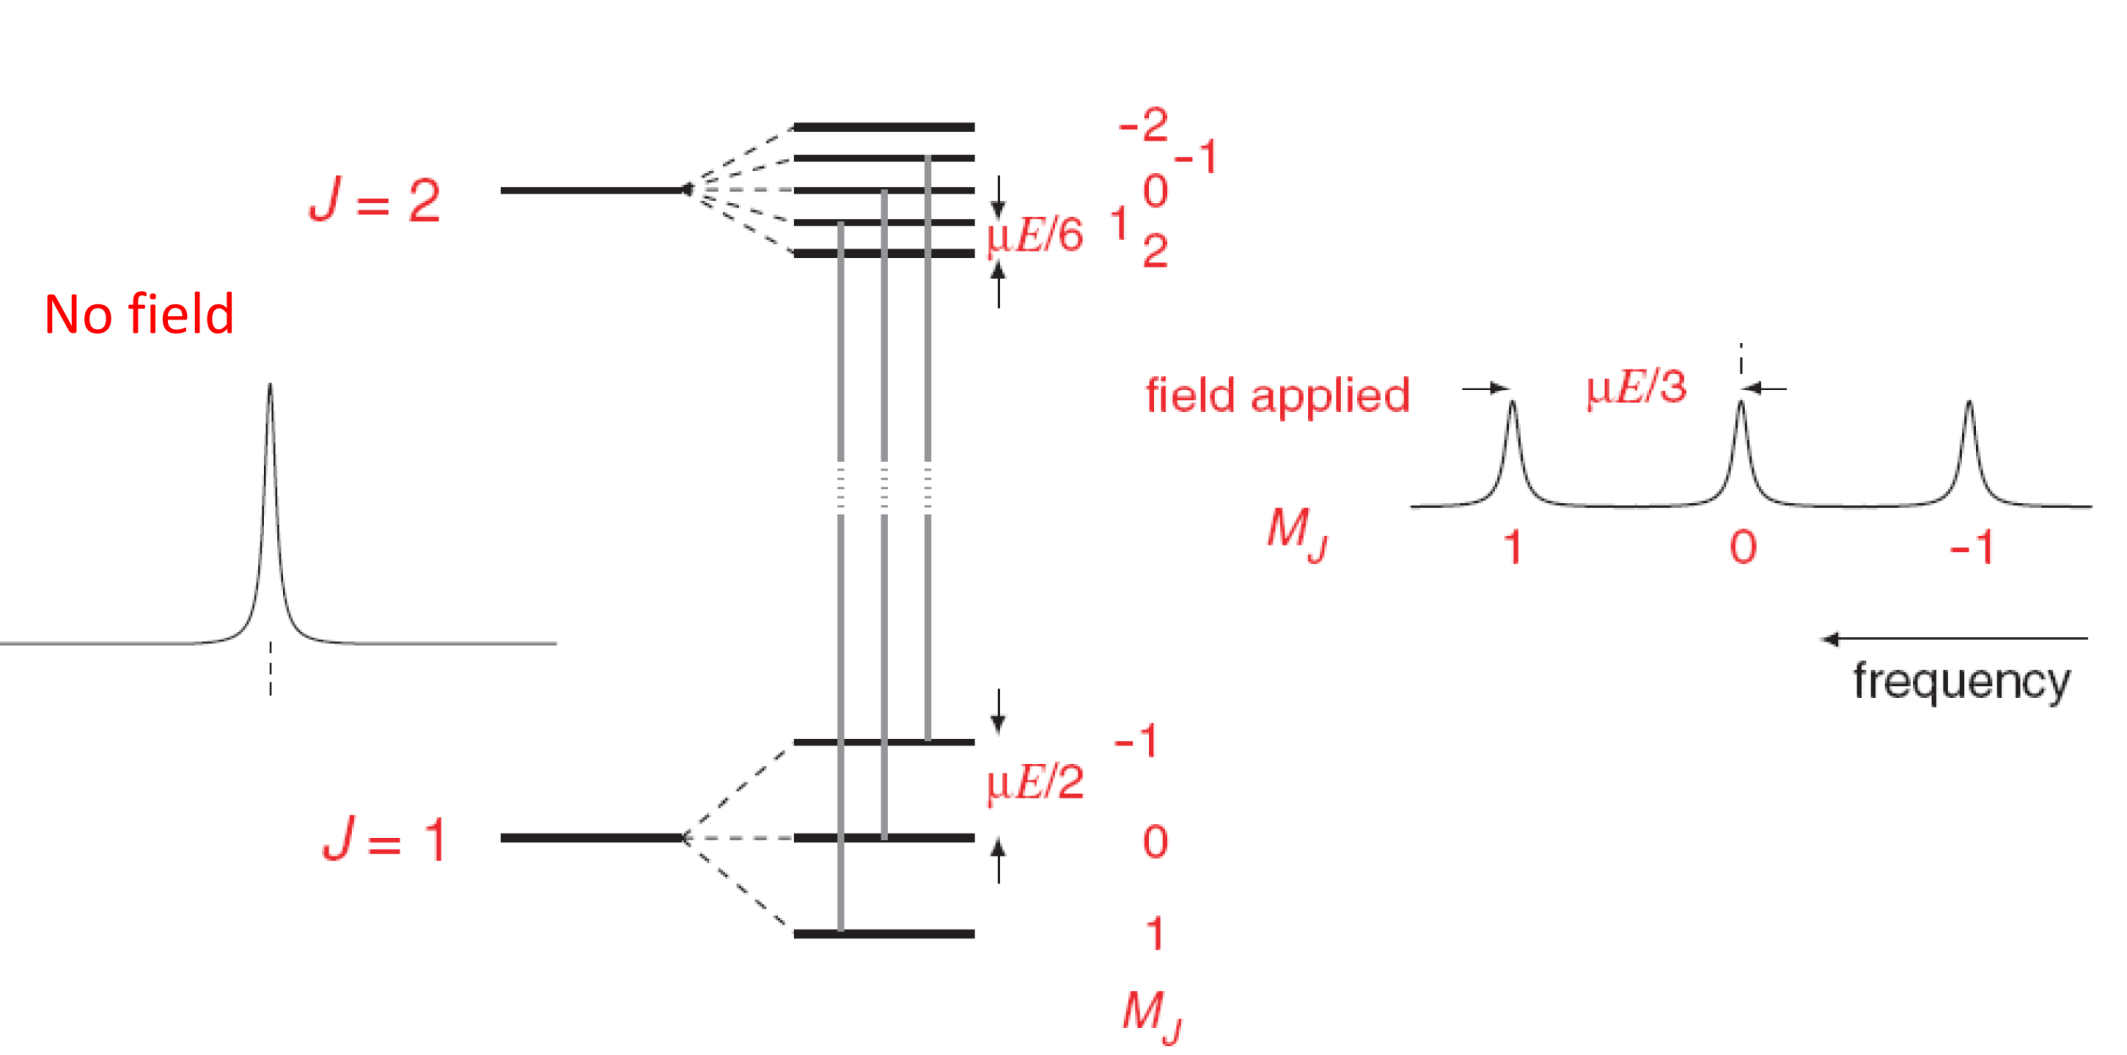 -2
-1
J = 2
0
μE/6
1
2
No field
field applied
μE/3
M_J
1
0
-1
frequency
-1
μE/2
J = 1
0
1
M_J